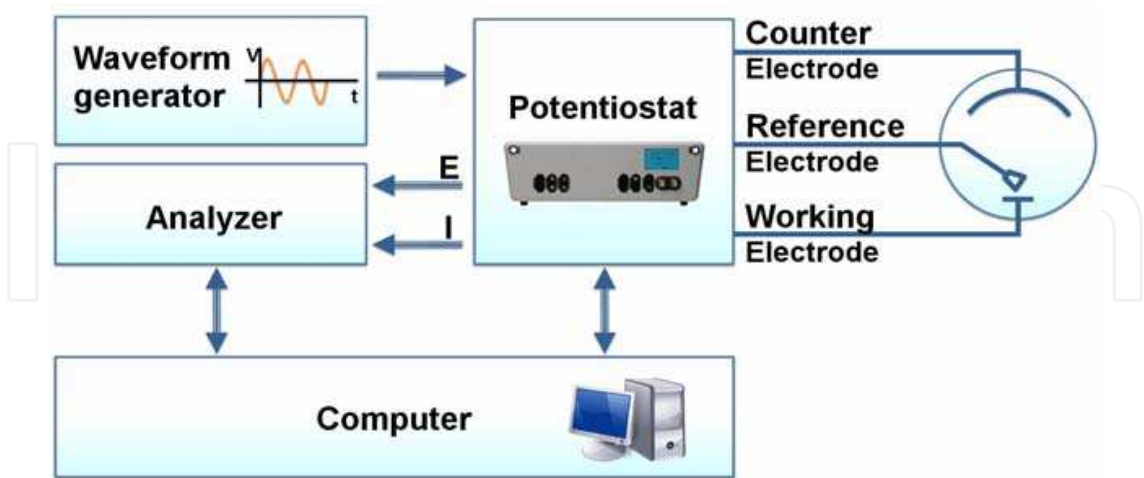 Waveform
generator
V
t
Potentiostat
Counter
Electrode
Reference
Electrode
Working
Electrode
E
I
Analyzer
Computer